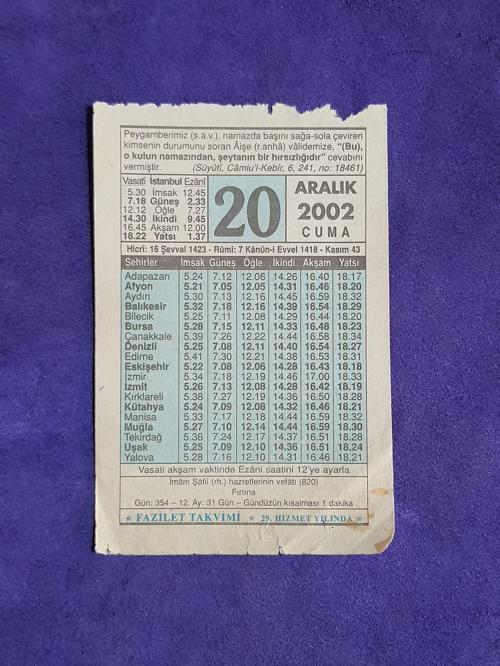 Peygamberimiz (s.a.v.), namazda başını sağa-sola çeviren
kimsenin durumunu soran Âişe (r.anhâ) vâlidemize, “(Bu),
o kulun namazından, şeytanın bir hırsızlığıdır” cevabını
vermiştir. (Süyûtî, Câmiu'l-Kebîr, 6, 241, no: 18461)
Vasatî İstanbul Ezânî
5.30 İmsak 12.45
7.18 Güneş 2.33
12.12 Öğle 7.27
14.30 İkindi 9.45
16.45 Akşam 12.00
18.22 Yatsı 1.37
20
ARALIK
2002
CUMA
Hicrî: 16 Şevval 1423 - Rûmî: 7 Kânûn-i Evvel 1418 - Kasım 43
Şehirler İmsak Güneş Öğle İkindi Akşam Yatsı
Adapazarı 5.24 7.12 12.06 14.26 16.40 18.17
Afyon 5.21 7.05 12.05 14.31 16.46 18.20
Aydın 5.30 7.13 12.16 14.45 16.59 18.32
Balıkesir 5.32 7.18 12.16 14.39 16.54 18.29
Bilecik 5.25 7.11 12.08 14.29 16.44 18.20
Bursa 5.28 7.15 12.11 14.33 16.48 18.23
Çanakkale 5.39 7.26 12.22 14.44 16.58 18.34
Denizli 5.25 7.08 12.11 14.40 16.54 18.27
Edirne 5.41 7.30 12.21 14.38 16.53 18.31
Eskişehir 5.22 7.08 12.06 14.28 16.43 18.18
İzmir 5.34 7.18 12.19 14.46 17.00 18.33
İzmit 5.26 7.13 12.08 14.28 16.42 18.19
Kırklareli 5.38 7.27 12.19 14.36 16.50 18.28
Kütahya 5.24 7.09 12.08 14.32 16.46 18.21
Manisa 5.33 7.17 12.18 14.44 16.59 18.32
Muğla 5.27 7.10 12.14 14.44 16.59 18.30
Tekirdağ 5.36 7.24 12.17 14.37 16.51 18.28
Uşak 5.25 7.09 12.10 14.36 16.51 18.24
Yalova 5.28 7.16 12.10 14.31 16.46 18.21
Vasati akşam vaktinde Ezâni saatini 12'ye ayarla
İmâm Şâfiî (rh.) hazretlerinin vefâtı (820)
Fırtına
Gün: 354 – 12. Ay: 31 Gün – Gündüzün kısalması 1 dakika
FAZİLET TAKVİMİ 29. HİZMET YILINDA